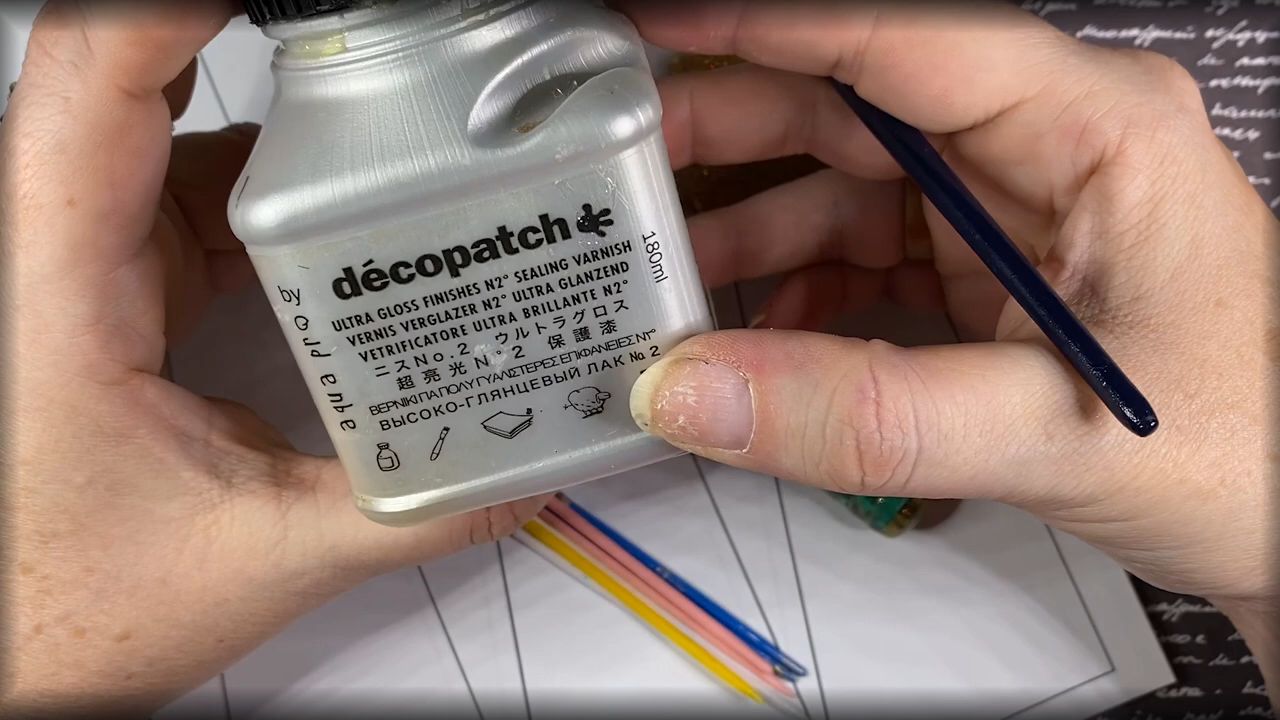 décopatch
ULTRA GLOSS FINISHES N2° SEALING VARNISH
VERNIS VERGLAZER N2° ULTRA GLANZEND
VETRIFICATORE ULTRA BRILLANTE N2°
ニスNo.2 ウルトラグロス
超亮光N°2 保護漆
ΒΕΡΝΙΚΙ ΓΙΑ ΠΟΛΥ ΓΥΑΛΙΣΤΕΡΕΣ ΕΠΙΦΑΝΕΙΕΣ Ν1°
ВЫСОКО-ГЛЯНЦЕВЫЙ ЛАК № 2
180ml
aqua pro by